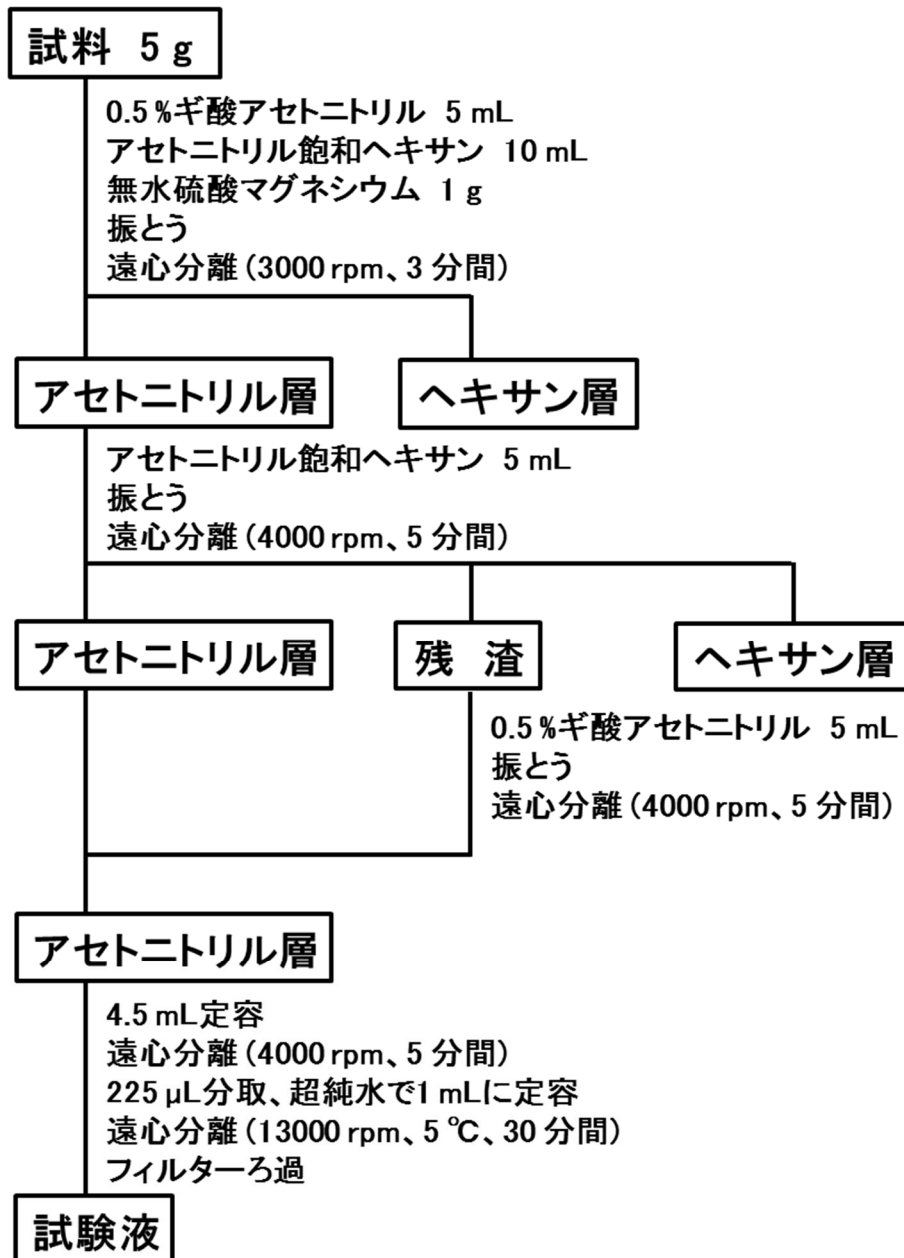 試料 5 g
0.5 %ギ酸アセトニトリル 5 mL
アセトニトリル飽和ヘキサン 10 mL
無水硫酸マグネシウム 1 g
振とう
遠心分離(3000 rpm、3 分間)
アセトニトリル層
ヘキサン層
アセトニトリル飽和ヘキサン 5 mL
振とう
遠心分離(4000 rpm、5 分間)
アセトニトリル層
残 渣
ヘキサン層
0.5 %ギ酸アセトニトリル 5 mL
振とう
遠心分離(4000 rpm、5 分間)
アセトニトリル層
4.5 mL定容
遠心分離(4000 rpm、5 分間)
225 μL分取、超純水で1 mLに定容
遠心分離(13000 rpm、5 ℃、30 分間)
フィルターろ過
試験液